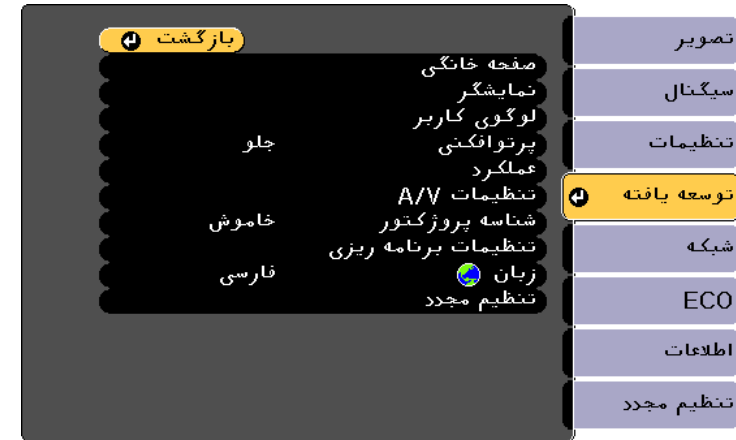 تصویر
سیگنال
تنظیمات
توسعه یافته
شبکه
ECO
اطلاعات
تنظیم مجدد
بازگشت
صفحه خانگی
نمایشگر
لوگوی کاربر
پرتوافکنی جلو
عملکرد
تنظیمات A/V
شناسه پروژکتور خاموش
تنظیمات برنامه ریزی
زبان فارسی
تنظیم مجدد